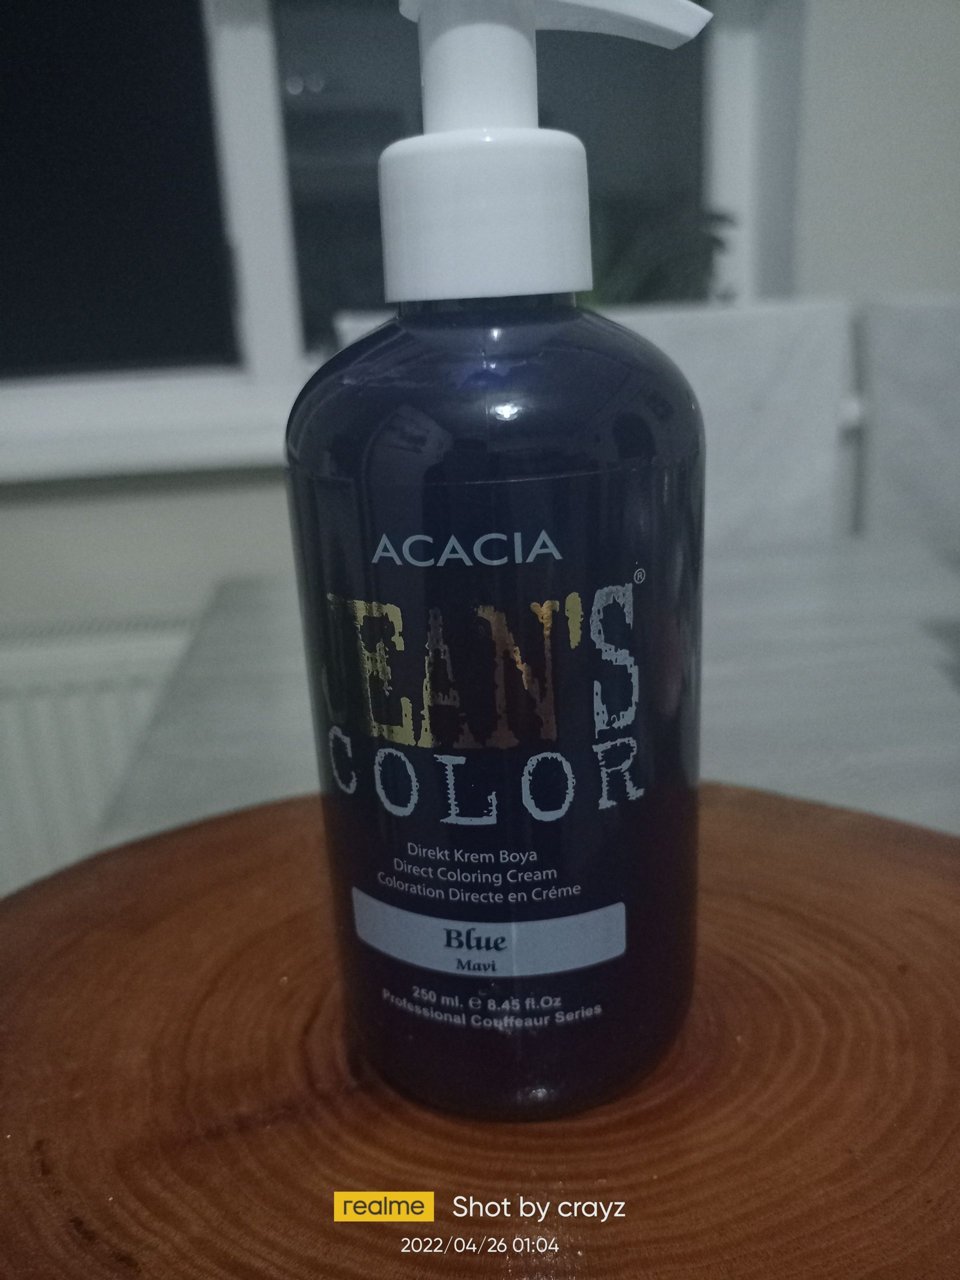 ACACIA
JEAN'S
®
COLOR
Direkt Krem Boya
Direct Coloring Cream
Coloration Directe en Créme
Blue
Mavi
250 ml. ℮ 8.45 fl.Oz
Professional Couffeaur Series
realme Shot by crayz
2022/04/26 01:04